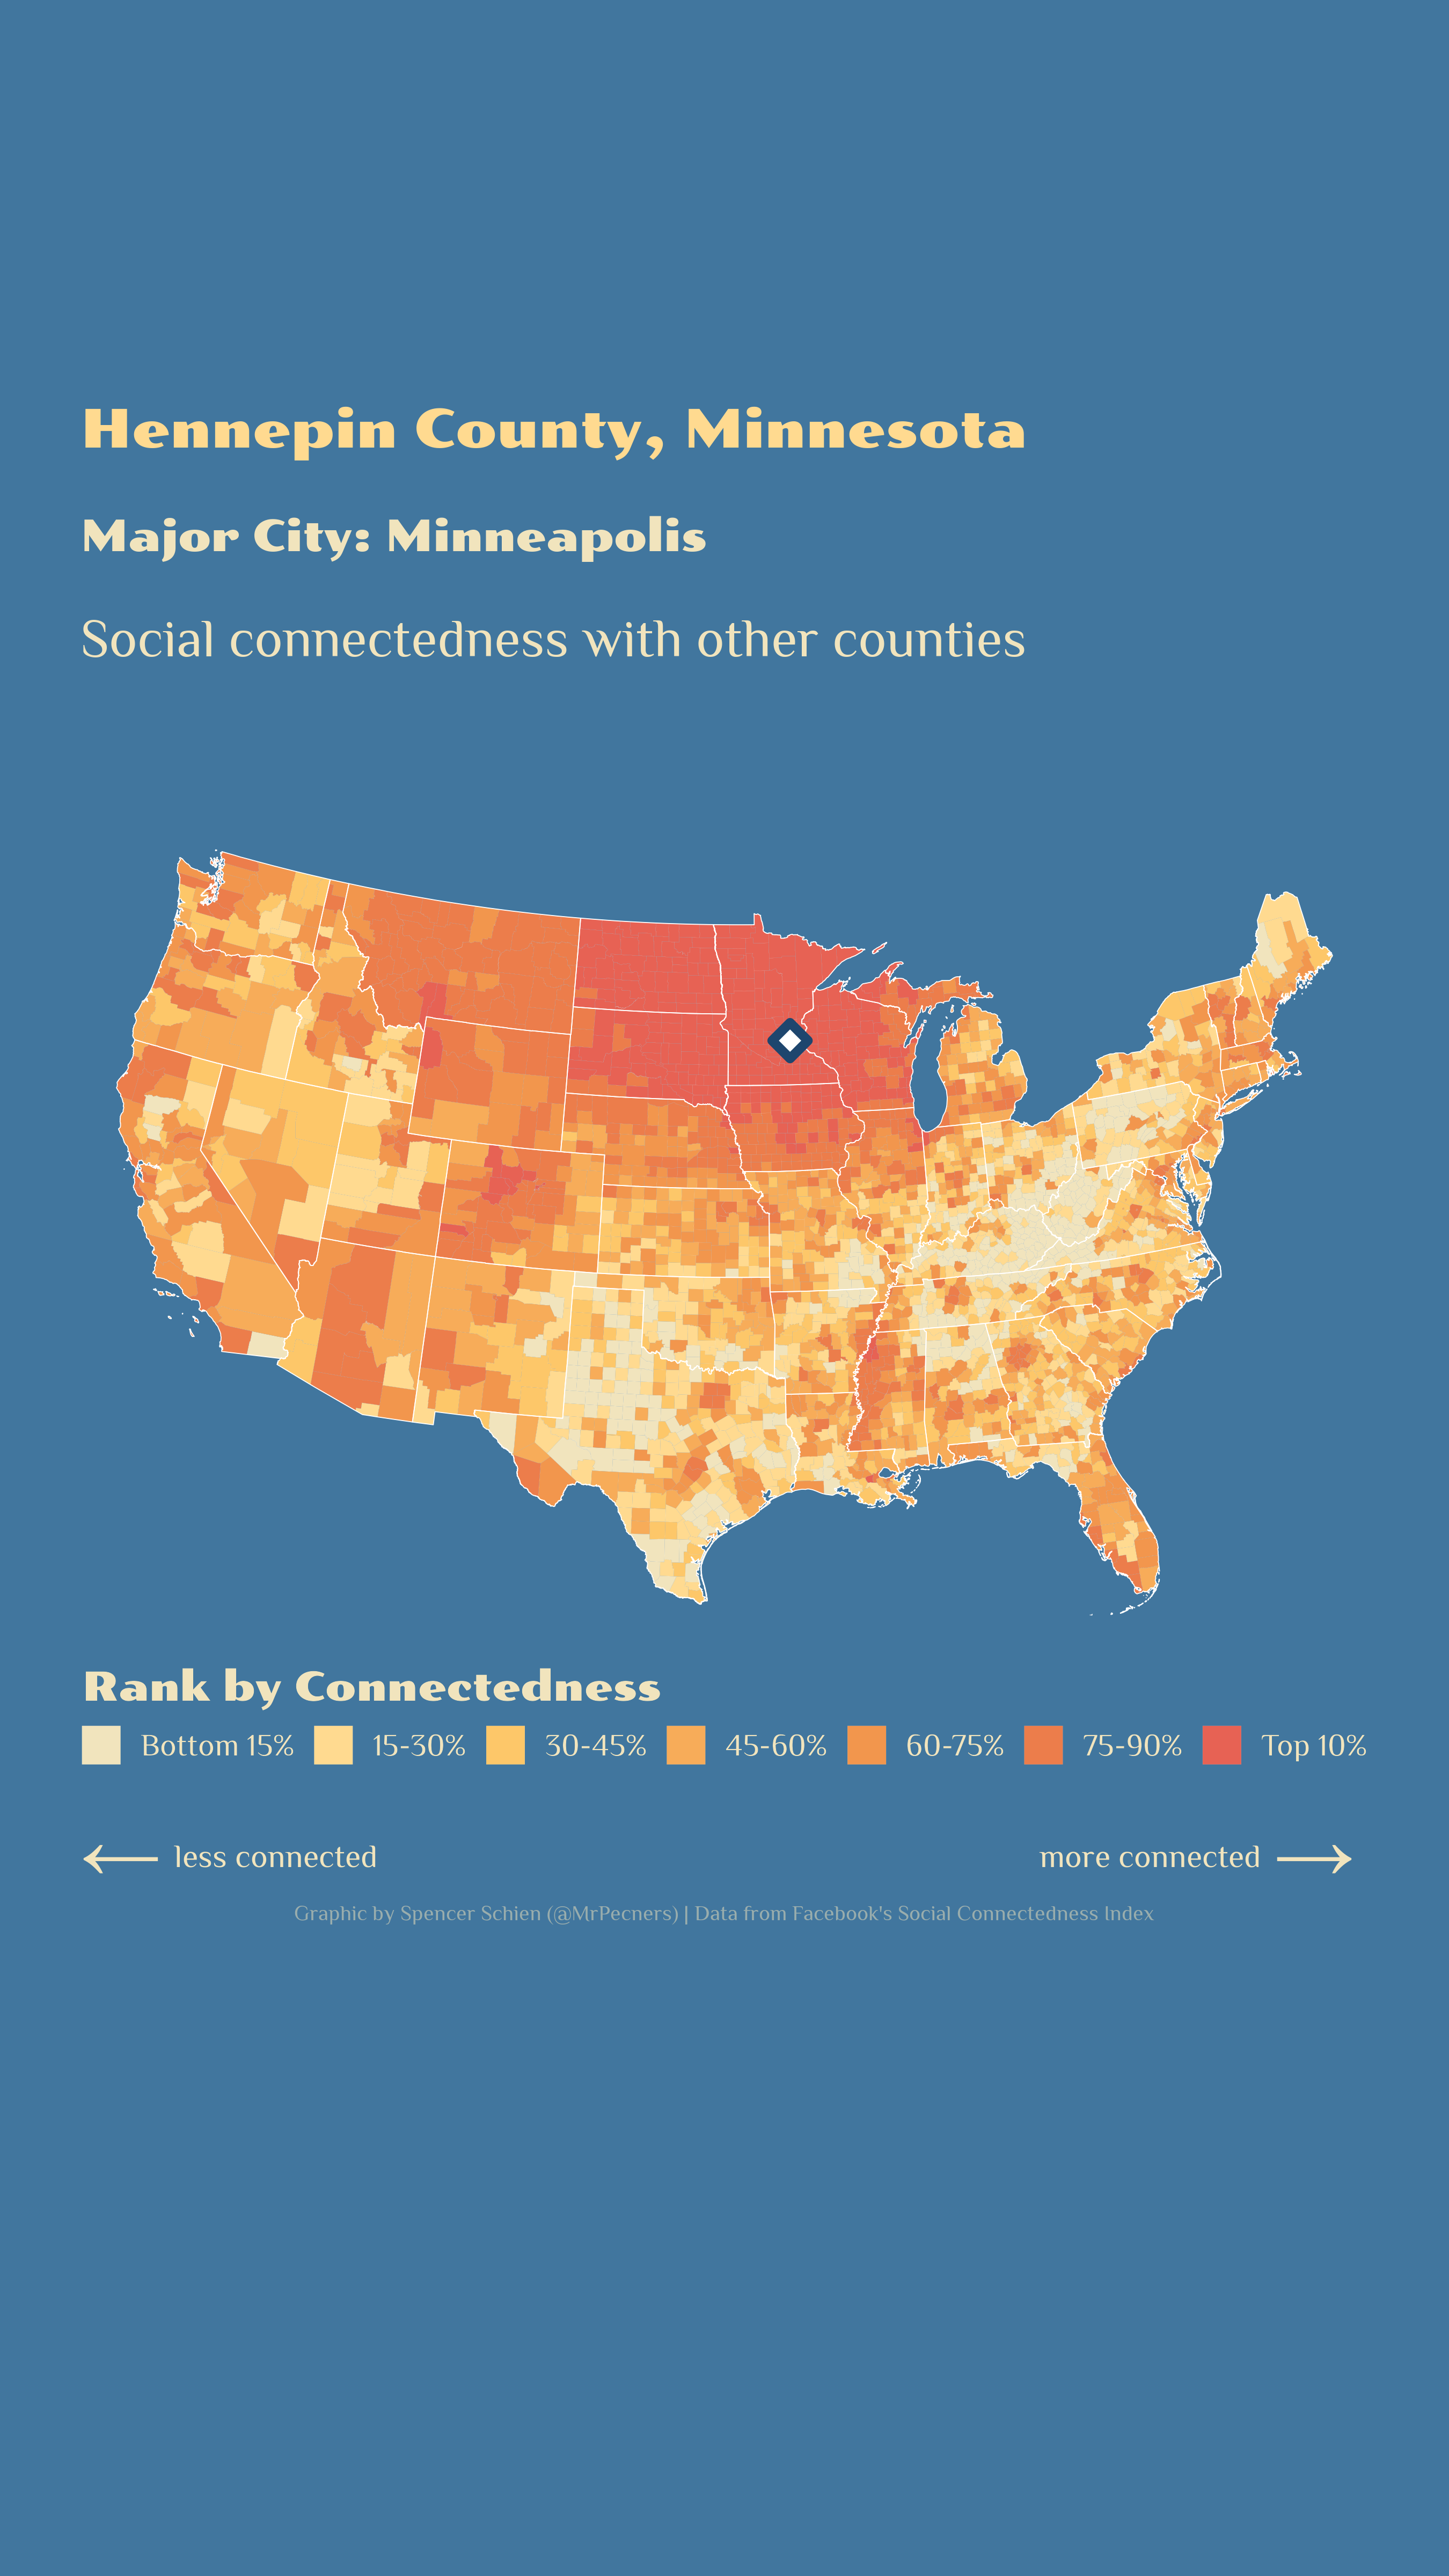 Hennepin County, Minnesota
Major City: Minneapolis
Social connectedness with other counties
Rank by Connectedness
Bottom 15% 15-30% 30-45% 45-60% 60-75% 75-90% Top 10%
← less connected more connected →
Graphic by Spencer Schien (@MrPecners) | Data from Facebook's Social Connectedness Index